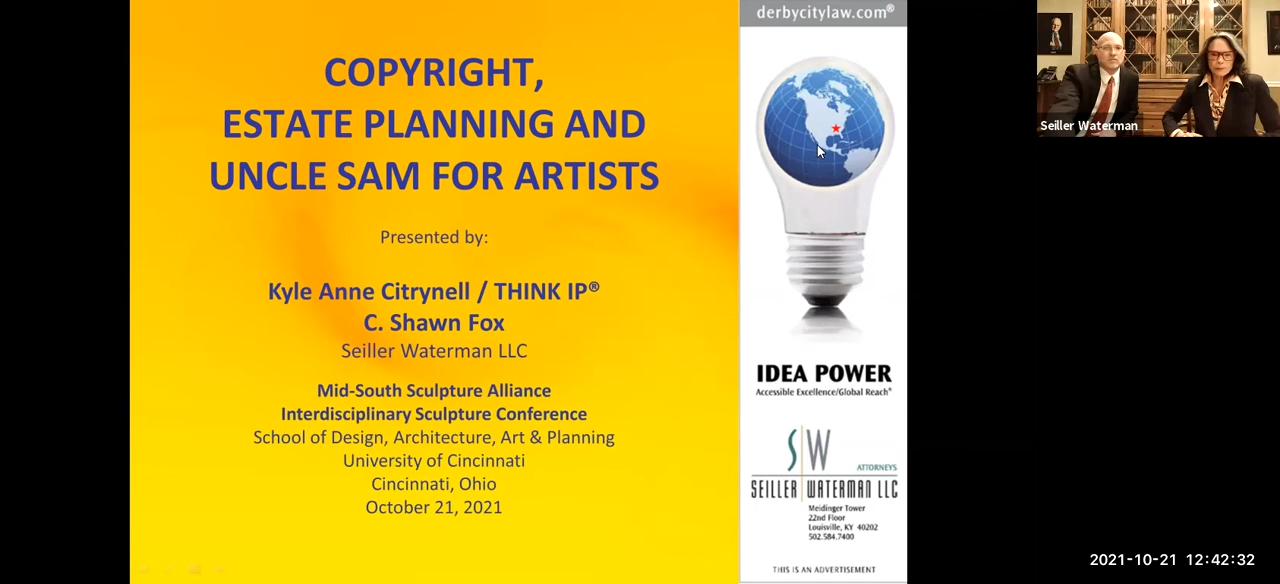 COPYRIGHT,
ESTATE PLANNING AND
UNCLE SAM FOR ARTISTS
Presented by:
Kyle Anne Citrynell / THINK IP®
C. Shawn Fox
Seiller Waterman LLC
Mid-South Sculpture Alliance
Interdisciplinary Sculpture Conference
School of Design, Architecture, Art & Planning
University of Cincinnati
Cincinnati, Ohio
October 21, 2021
derbycitylaw.com®
IDEA POWER
Accessible Excellence/Global Reach®
SW
ATTORNEYS
SEILLER WATERMAN LLC
Meidinger Tower
22nd Floor
Louisville, KY 40202
502.584.7400
THIS IS AN ADVERTISEMENT
Seiller Waterman
2021-10-21 12:42:32